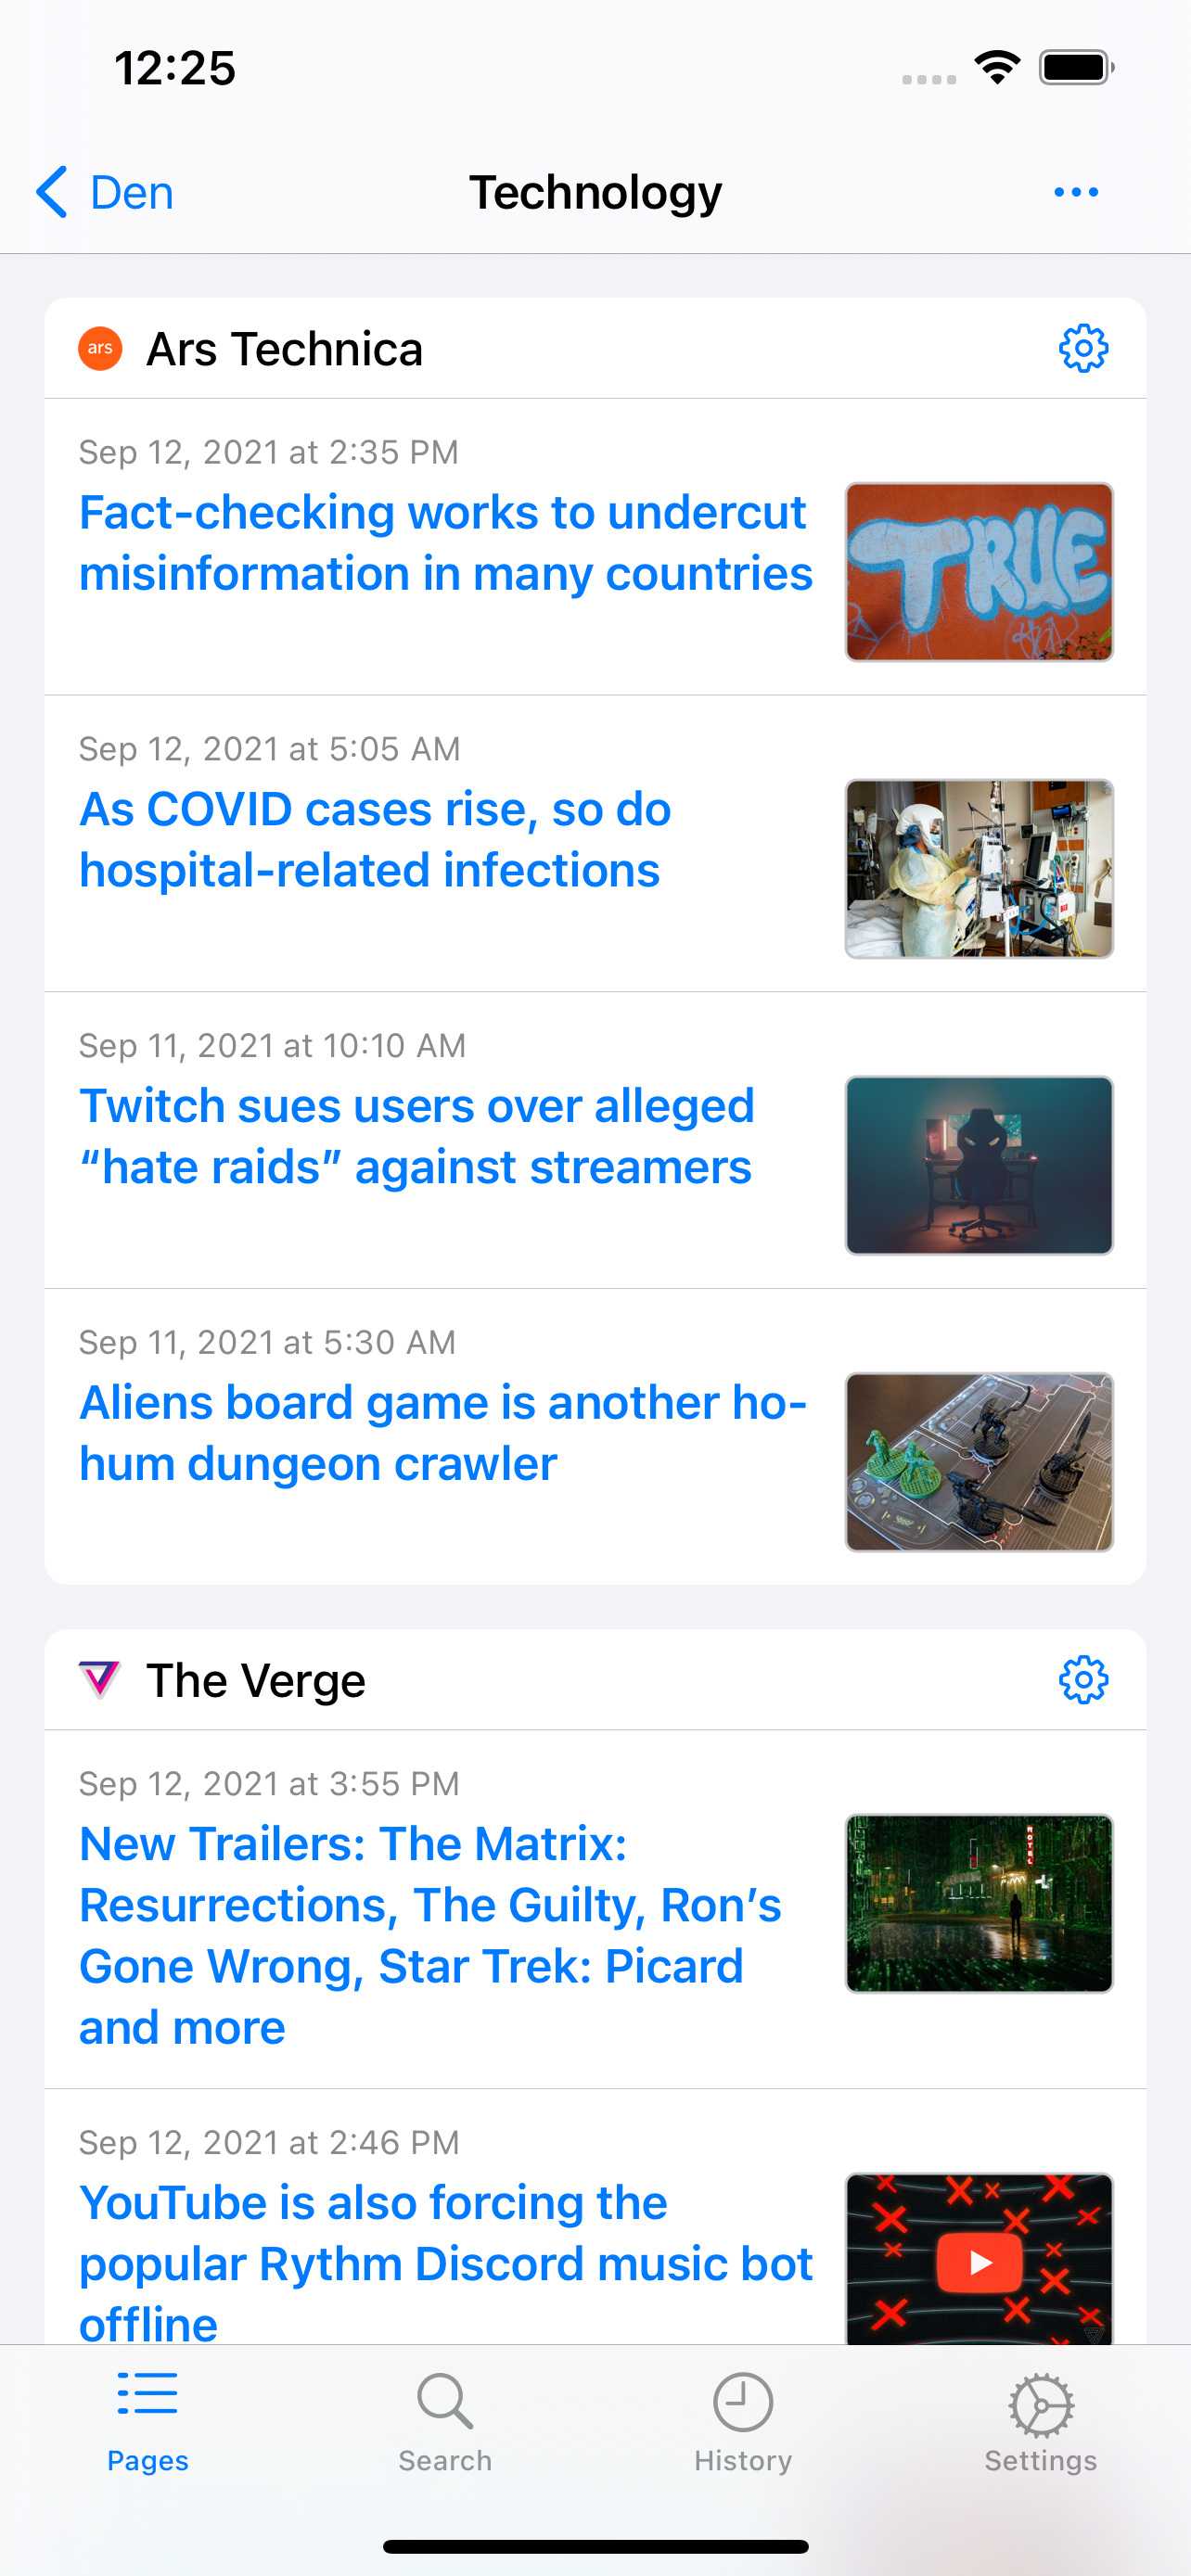 12:25
Den
Technology
ars
Ars Technica
Sep 12, 2021 at 2:35 PM
Fact-checking works to undercut
misinformation in many countries
TRUE
Sep 12, 2021 at 5:05 AM
As COVID cases rise, so do
hospital-related infections
Sep 11, 2021 at 10:10 AM
Twitch sues users over alleged
“hate raids” against streamers
Sep 11, 2021 at 5:30 AM
Aliens board game is another ho-
hum dungeon crawler
The Verge
Sep 12, 2021 at 3:55 PM
New Trailers: The Matrix:
Resurrections, The Guilty, Ron’s
Gone Wrong, Star Trek: Picard
and more
HOTEL
Sep 12, 2021 at 2:46 PM
YouTube is also forcing the
popular Rythm Discord music bot
offline
Pages
Search
History
Settings